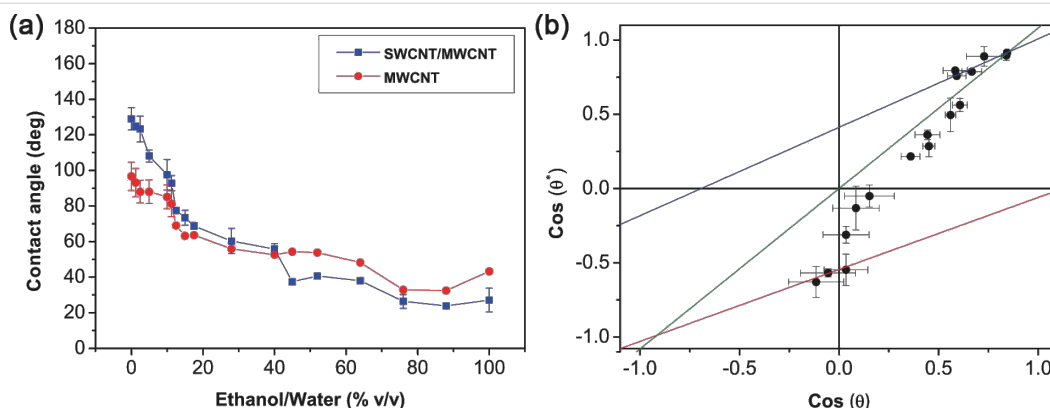 (a)
180
160
140
120
100
80
60
40
20
0
Contact angle (deg)
SWCNT/MWCNT
MWCNT
0 20 40 60 80 100
Ethanol/Water (% v/v)
(b)
1.0
0.5
0.0
-0.5
-1.0
Cos (θ*)
-1.0 -0.5 0.0 0.5 1.0
Cos (θ)